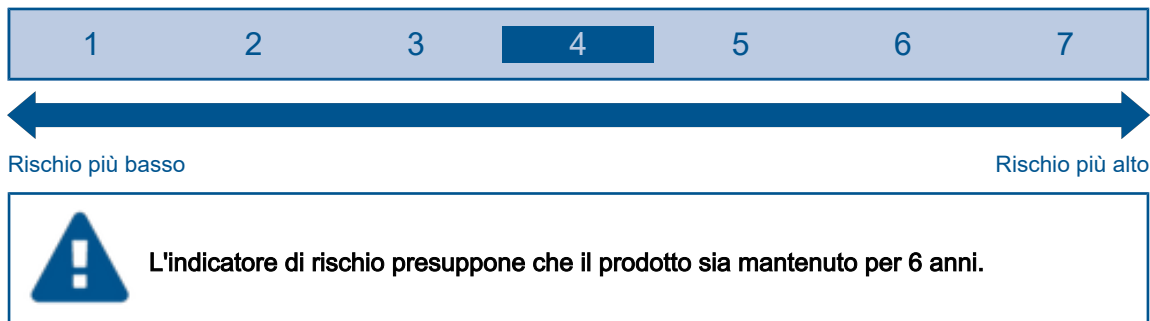 1 2 3 4 5 6 7
Rischio più basso Rischio più alto
L'indicatore di rischio presuppone che il prodotto sia mantenuto per 6 anni.